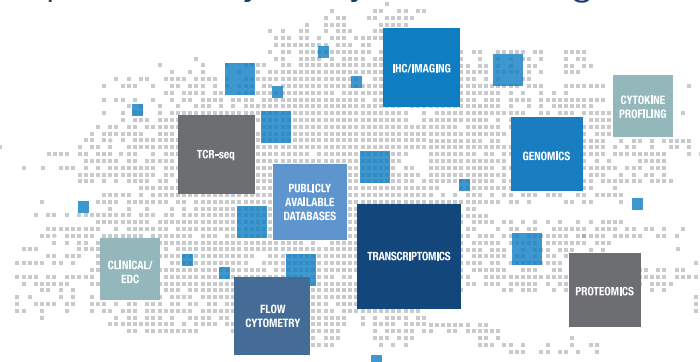 IHC/IMAGING
CYTOKINE
PROFILING
TCR-seq
GENOMICS
PUBLICLY
AVAILABLE
DATABASES
TRANSCRIPTOMICS
CLINICAL/
EDC
PROTEOMICS
FLOW
CYTOMETRY